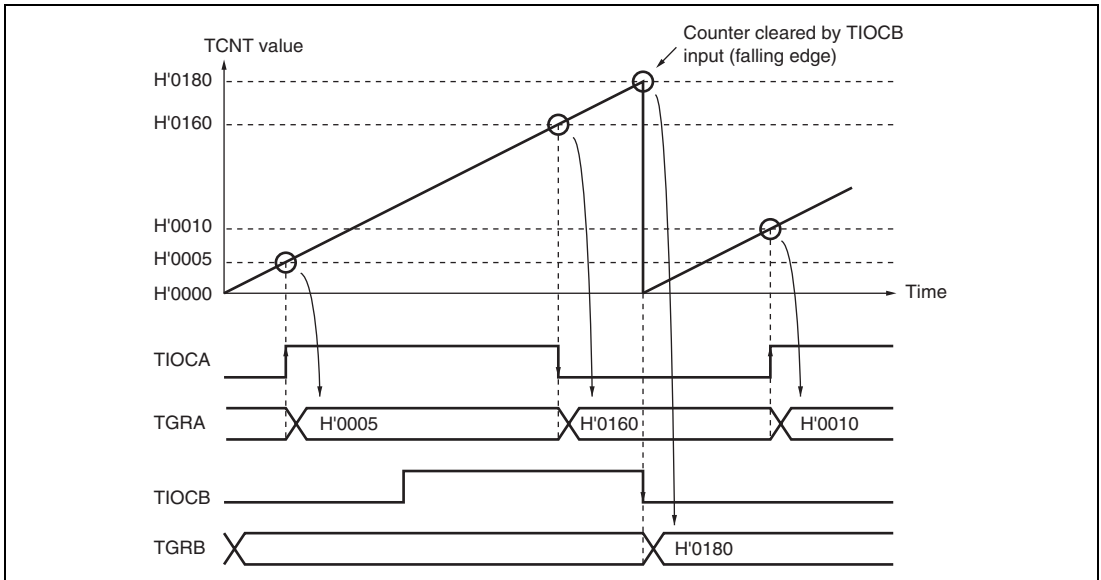 Counter cleared by TIOCB
input (falling edge)
TCNT value
H'0180
H'0160
H'0010
H'0005
H'0000
Time
TIOCA
TGRA
H'0005
H'0160
H'0010
TIOCB
TGRB
H'0180